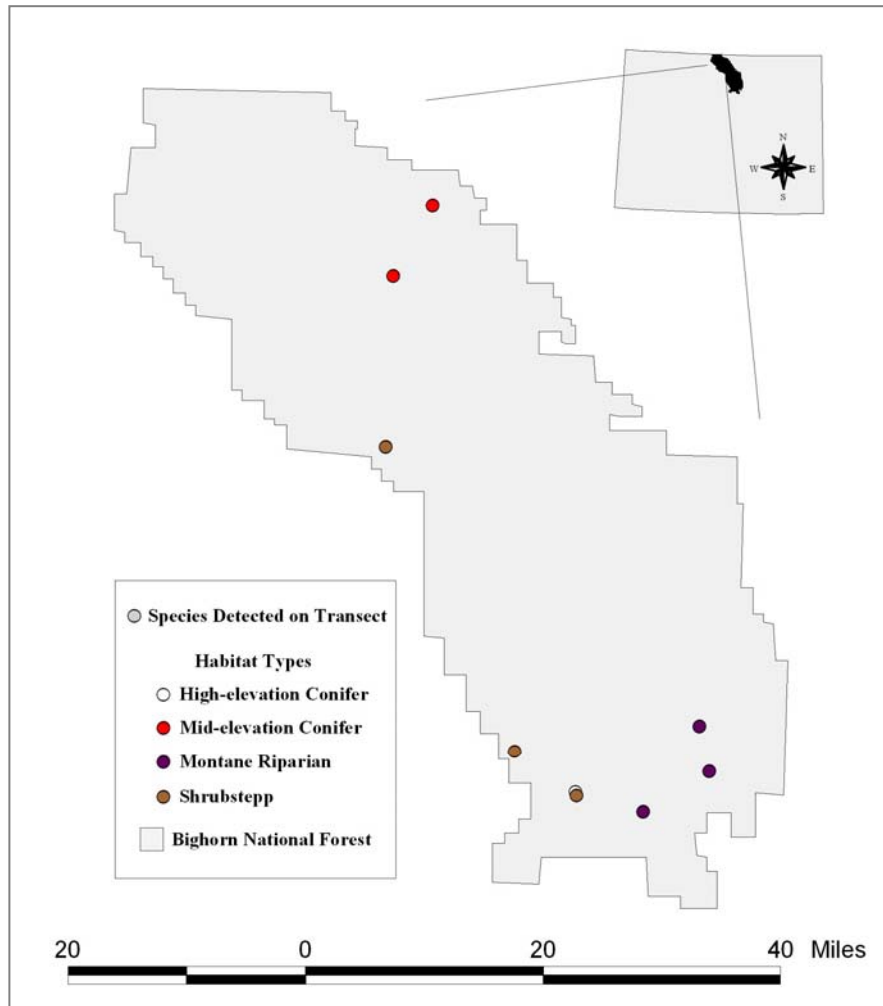 N
W E
S
Species Detected on Transect
Habitat Types
High-elevation Conifer
Mid-elevation Conifer
Montane Riparian
Shrubstepp
Bighorn National Forest
20 0 20 40 Miles